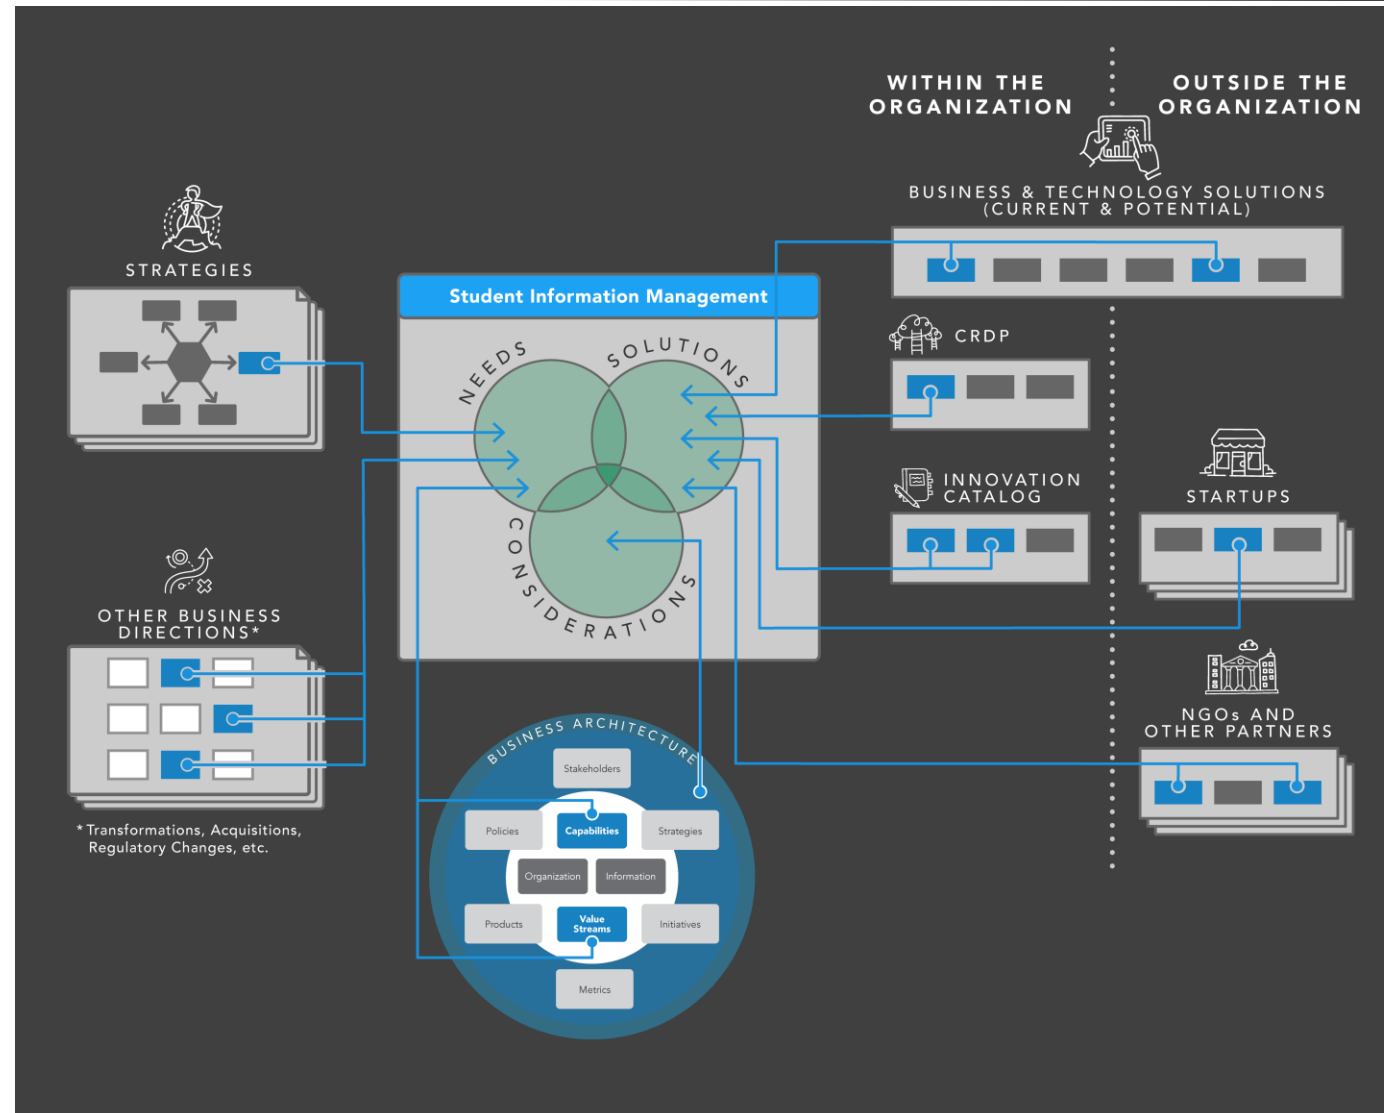 WITHIN THE
ORGANIZATION
OUTSIDE THE
ORGANIZATION
BUSINESS & TECHNOLOGY SOLUTIONS
(CURRENT & POTENTIAL)
STRATEGIES
Student Information Management
NEEDS
SOLUTIONS
CONSIDERATIONS
CRDP
INNOVATION
CATALOG
STARTUPS
OTHER BUSINESS
DIRECTIONS*
* Transformations, Acquisitions,
Regulatory Changes, etc.
NGOs AND
OTHER PARTNERS
BUSINESS ARCHITECTURE
Stakeholders
Policies
Capabilities
Strategies
Organization
Information
Products
Value
Streams
Initiatives
Metrics